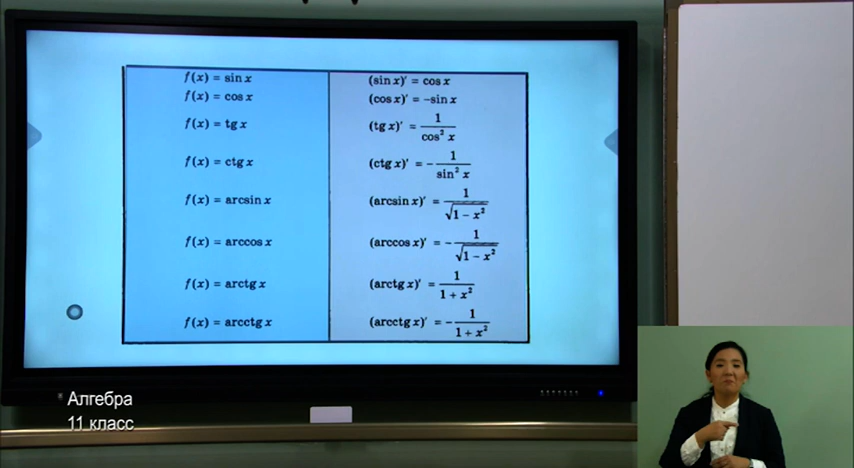 f(x) = sin x (sin x)' = cos x
f(x) = cos x (cos x)' = −sin x
f(x) = tg x (tg x)' = 1/cos² x
f(x) = ctg x (ctg x)' = −1/sin² x
f(x) = arcsin x (arcsin x)' = 1/√(1 − x²)
f(x) = arccos x (arccos x)' = −1/√(1 − x²)
f(x) = arctg x (arctg x)' = 1/(1 + x²)
f(x) = arcctg x (arcctg x)' = −1/(1 + x²)
Алгебра
11 класс